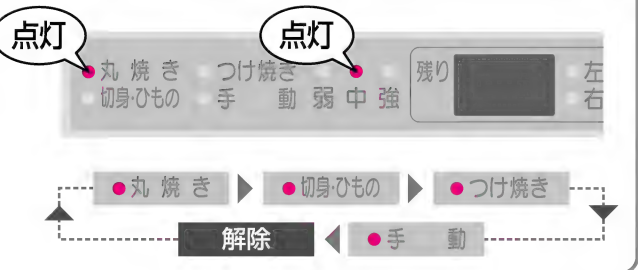 点灯
点灯
丸焼き つけ焼き 残り 左
切身・ひもの 手動 弱 中 強 右
丸焼き 切身・ひもの つけ焼き
解除 手動